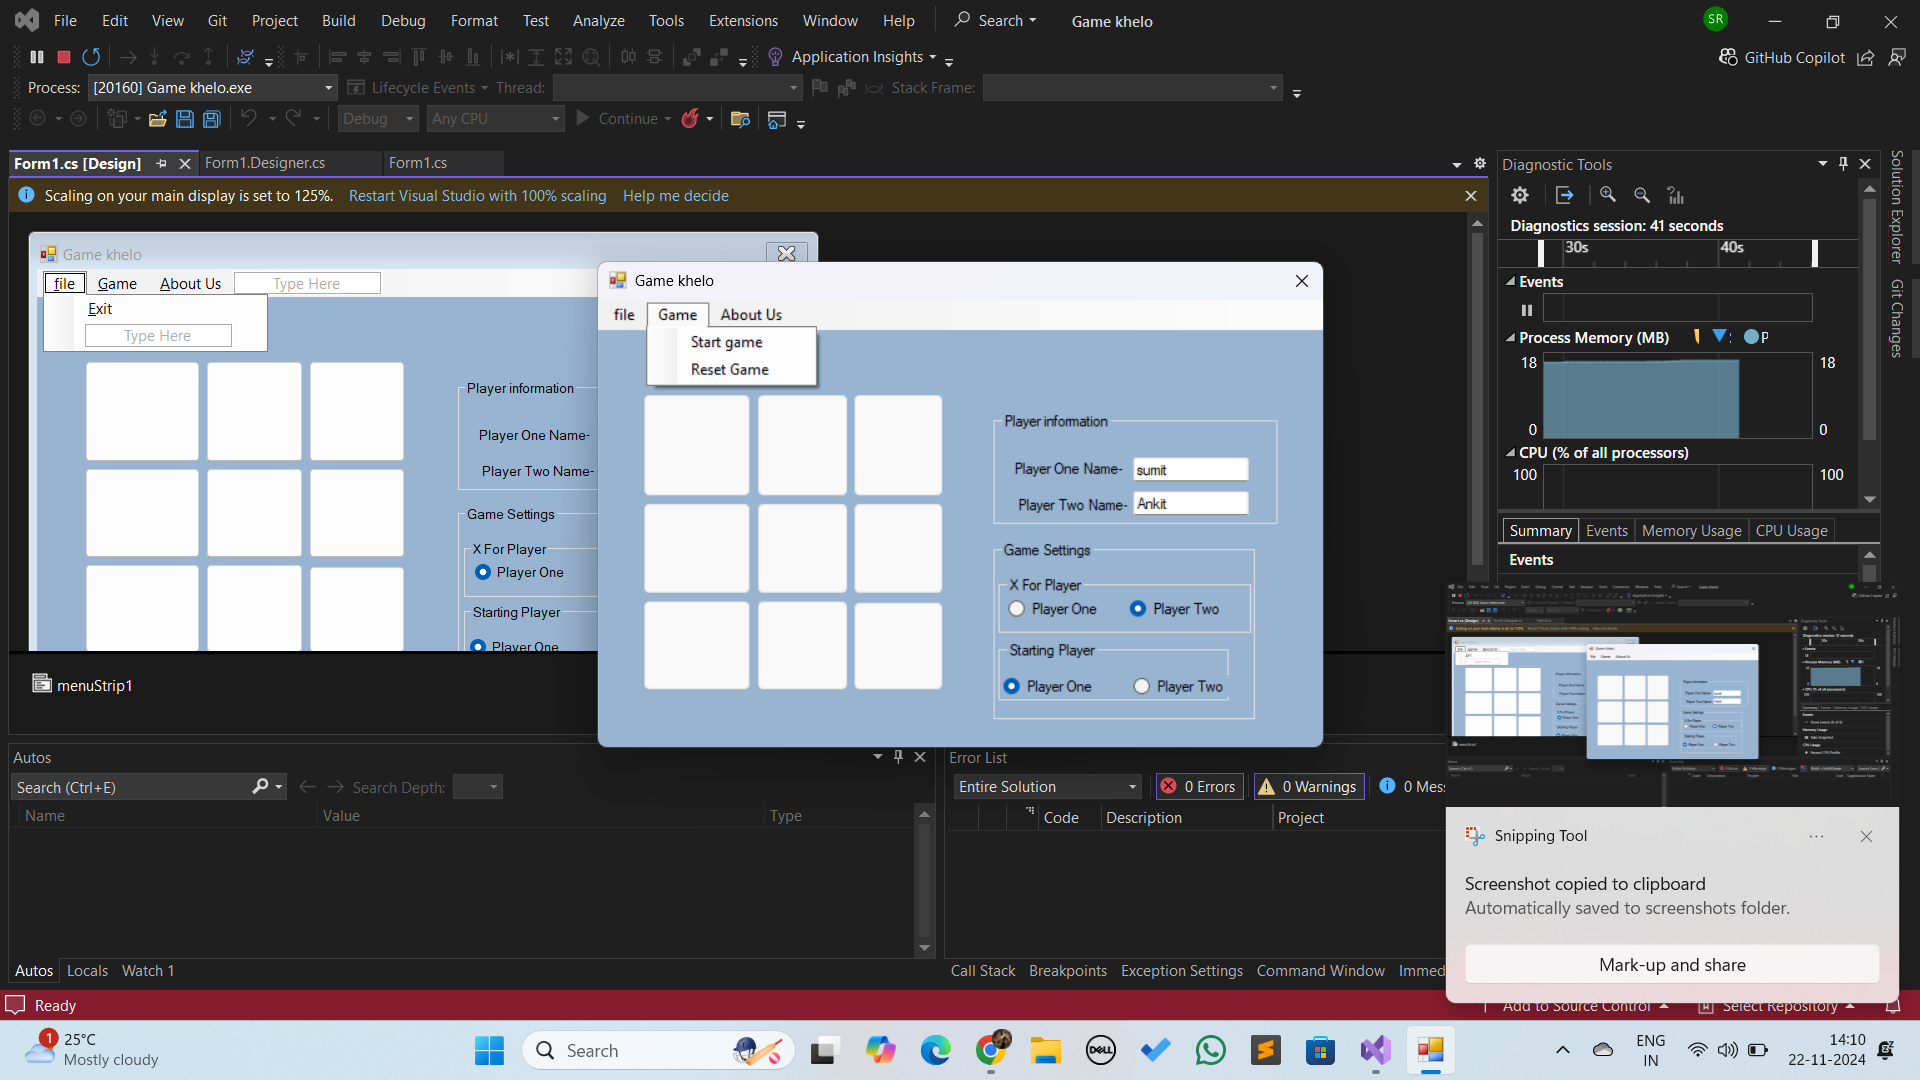 File Edit View Git Project Build Debug Format Test Analyze Tools Extensions Window Help Search Game khelo SR
Application Insights GitHub Copilot
Process: [20160] Game khelo.exe Lifecycle Events Thread: Stack Frame:
Debug Any CPU Continue
Form1.cs [Design] Form1.Designer.cs Form1.cs
Scaling on your main display is set to 125%. Restart Visual Studio with 100% scaling Help me decide
Game khelo
file Game About Us Type Here
Exit
Type Here
Player information
Player One Name-
Player Two Name-
Game Settings
X For Player
Player One
Starting Player
Player One
menuStrip1
Game khelo
file Game About Us
Start game
Reset Game
Player information
Player One Name- sumit
Player Two Name- Ankit
Game Settings
X For Player
Player One Player Two
Starting Player
Player One Player Two
Diagnostic Tools
Diagnostics session: 41 seconds
30s 40s
Events
Process Memory (MB) P
18 18
0 0
CPU (% of all processors)
100 100
Summary Events Memory Usage CPU Usage
Events
Solution Explorer
Git Changes
Autos
Search (Ctrl+E) Search Depth:
Name Value Type
Autos Locals Watch 1
Error List
Entire Solution 0 Errors 0 Warnings 0 Mess
Code Description Project
Call Stack Breakpoints Exception Settings Command Window Immed
Snipping Tool
Screenshot copied to clipboard
Automatically saved to screenshots folder.
Mark-up and share
Ready Add to Source Control Select Repository
1 25°C
Mostly cloudy
Search
DELL
ENG
IN
14:10
22-11-2024